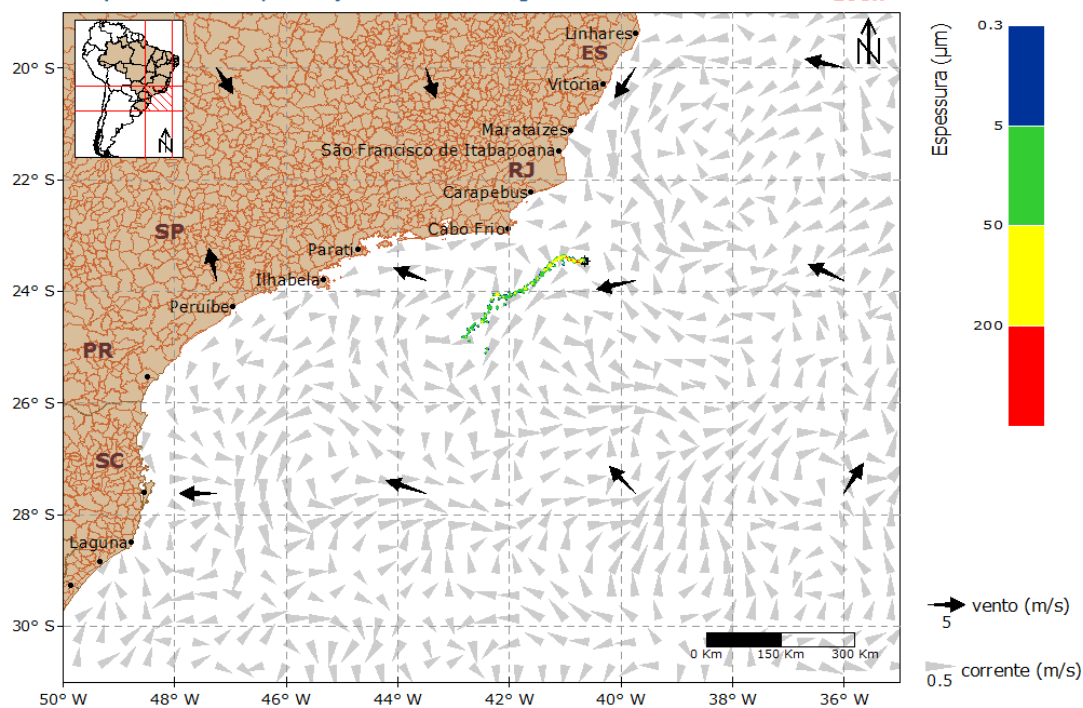 Linhares
ES
Vitória
Marataízes
São Francisco de Itabapoana
RJ
Carapebus
Cabo Frio
SP
Parati
Ilhabela
Peruíbe
PR
SC
Laguna
N
N
20° S
22° S
24° S
26° S
28° S
30° S
50° W
48° W
46° W
44° W
42° W
40° W
38° W
36° W
0 Km
150 Km
300 Km
Espessura (µm)
0.3
5
50
200
vento (m/s)
5
corrente (m/s)
0.5